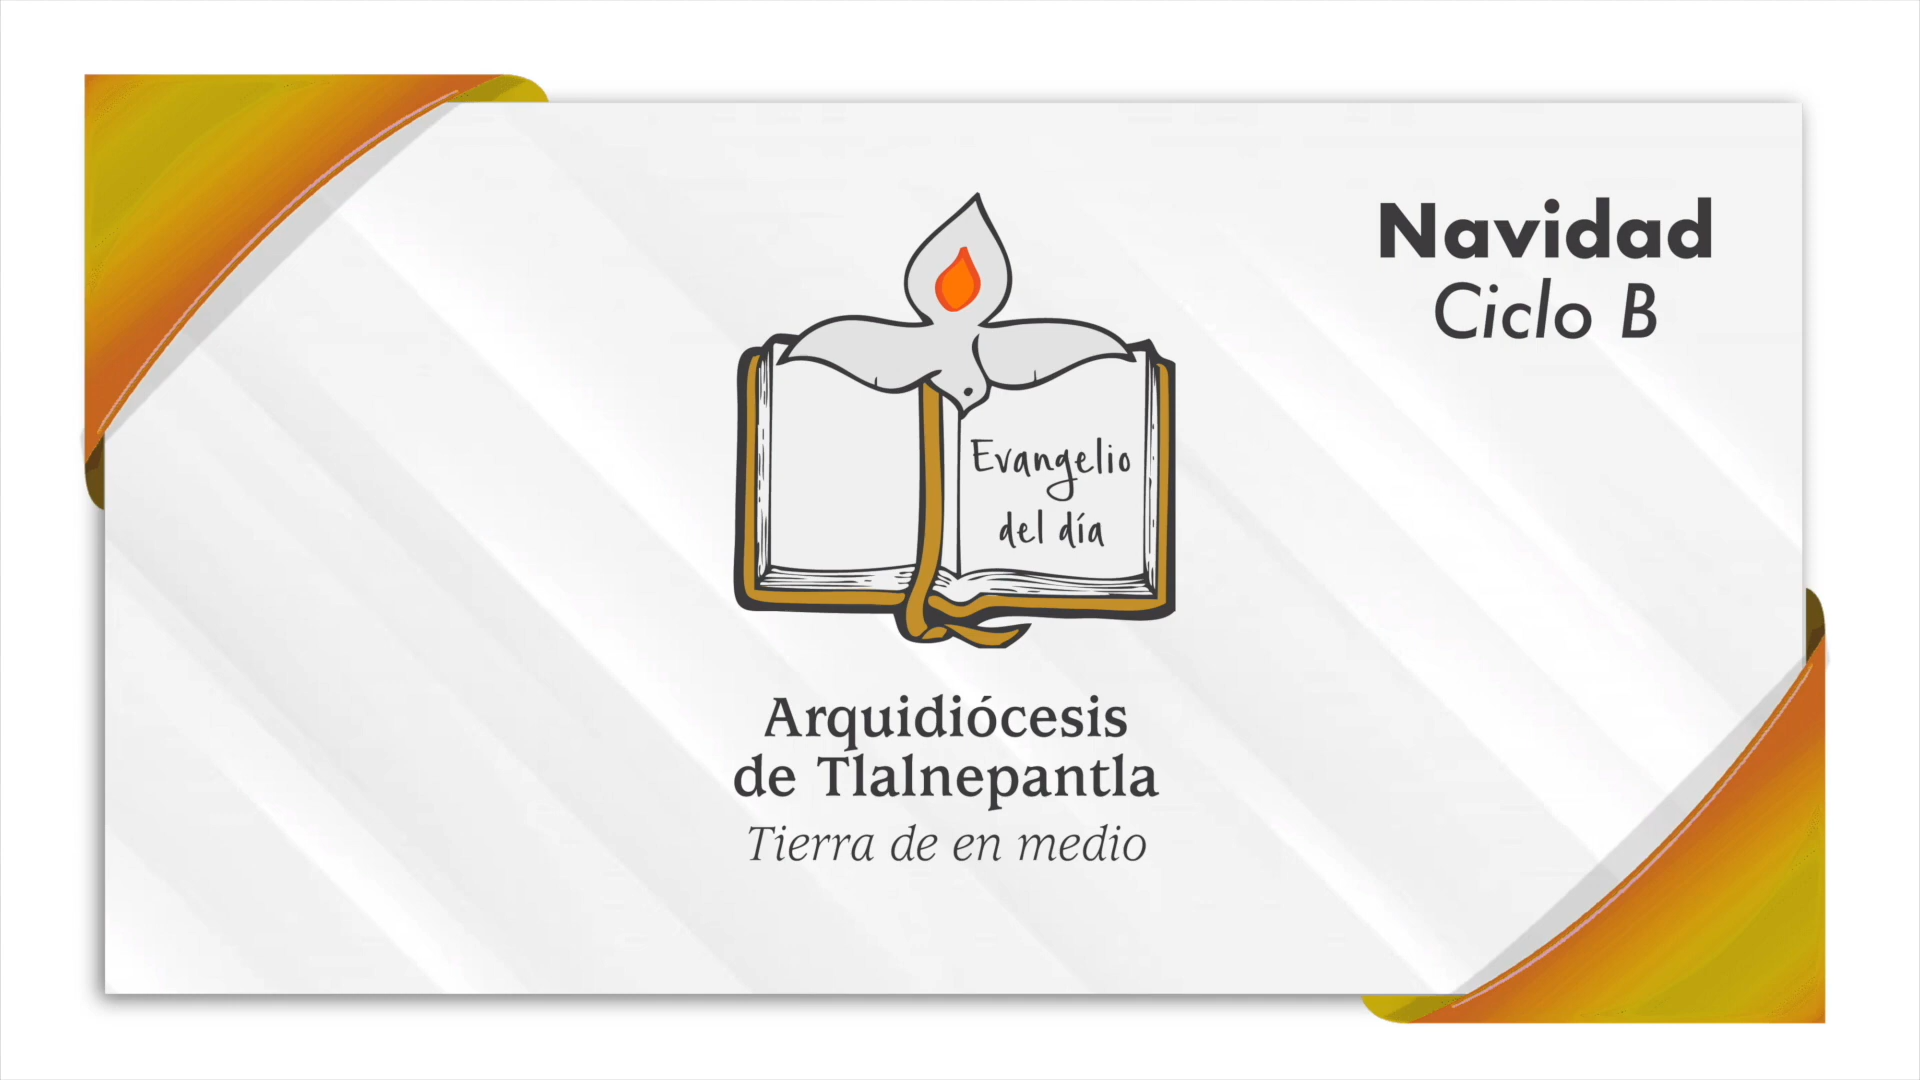 Navidad
Ciclo B
Evangelio
del día
Arquidiócesis
de Tlalnepantla
Tierra de en medio